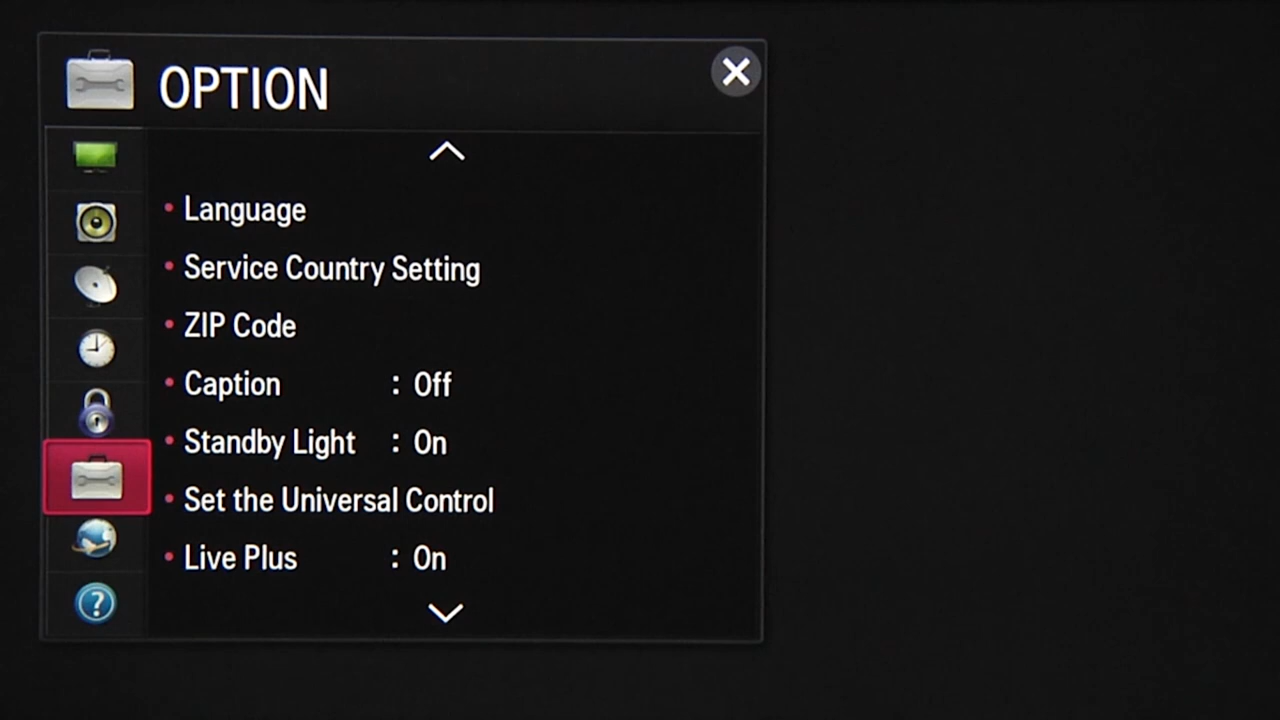 OPTION
Language
Service Country Setting
ZIP Code
Caption : Off
Standby Light : On
Set the Universal Control
Live Plus : On
?